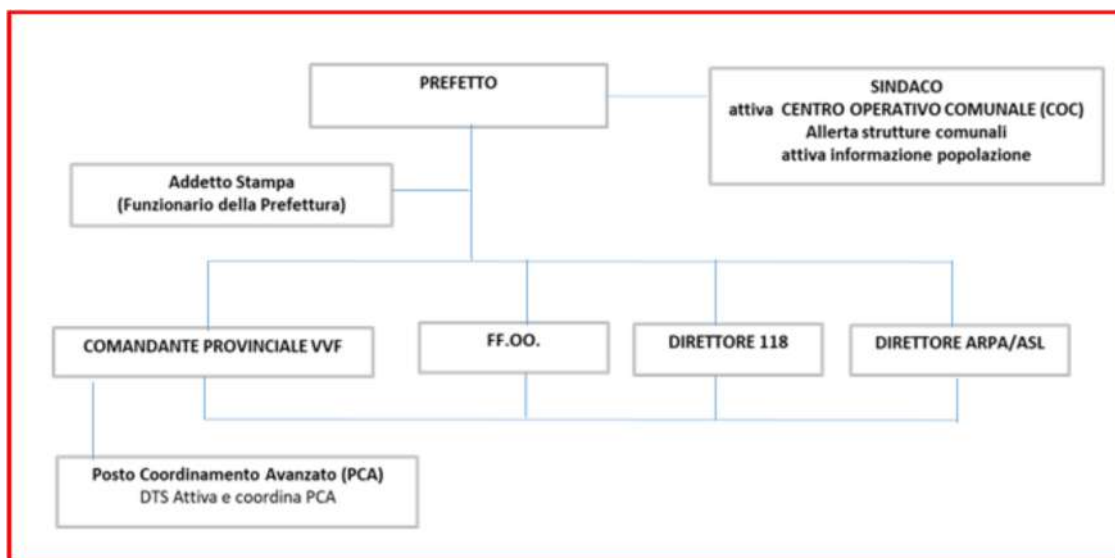 PREFETTO
SINDACO
attiva CENTRO OPERATIVO COMUNALE (COC)
Allerta strutture comunali
attiva informazione popolazione
Addetto Stampa
(Funzionario della Prefettura)
COMANDANTE PROVINCIALE VVF
FF.OO.
DIRETTORE 118
DIRETTORE ARPA/ASL
Posto Coordinamento Avanzato (PCA)
DTS Attiva e coordina PCA